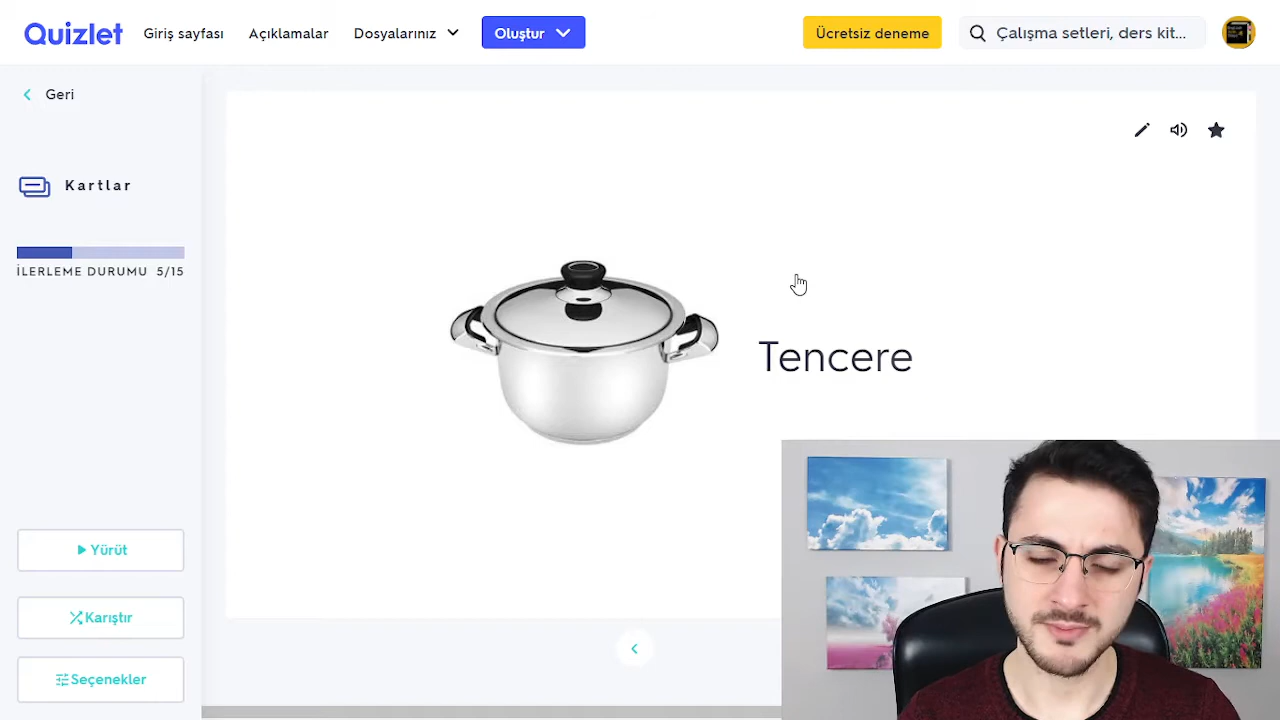 Quizlet
Giriş sayfası
Açıklamalar
Dosyalarınız
Oluştur
Ücretsiz deneme
Çalışma setleri, ders kit...
Geri
Kartlar
İLERLEME DURUMU 5/15
Tencere
Yürüt
Karıştır
Seçenekler